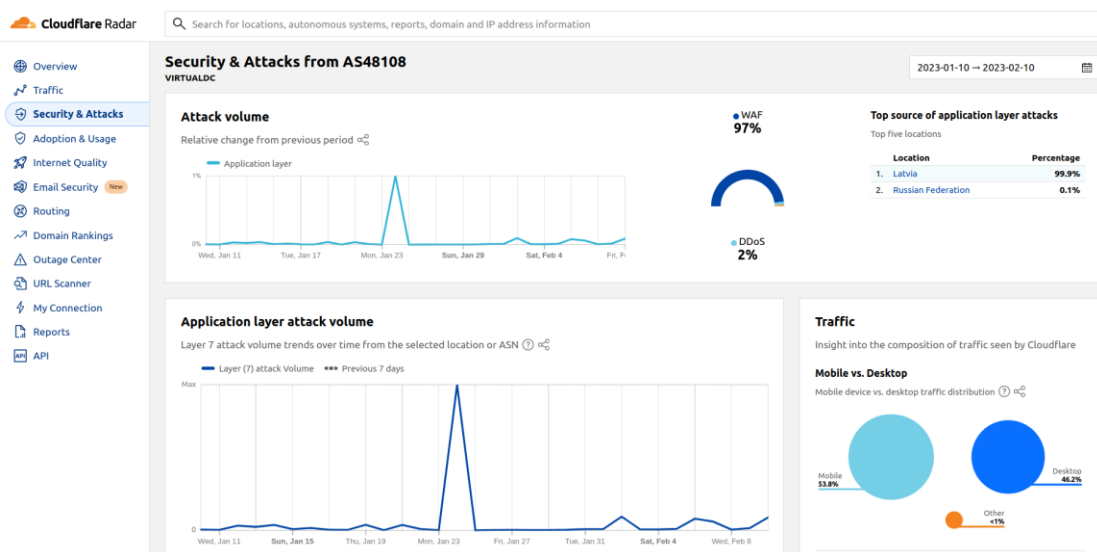 Cloudflare Radar
Search for locations, autonomous systems, reports, domain and IP address information
Overview
Traffic
Security & Attacks
Adoption & Usage
Internet Quality
Email Security New
Routing
Domain Rankings
Outage Center
URL Scanner
My Connection
Reports
API API
Security & Attacks from AS48108
VIRTUALDC
2023-01-10 → 2023-02-10
Attack volume
Relative change from previous period
Application layer
1%
0%
Wed, Jan 11 Tue, Jan 17 Mon, Jan 23 Sun, Jan 29 Sat, Feb 4 Fri, F
WAF
97%
DDoS
2%
Top source of application layer attacks
Top five locations
Location Percentage
1. Latvia 99.9%
2. Russian Federation 0.1%
Application layer attack volume
Layer 7 attack volume trends over time from the selected location or ASN ?
Layer (7) attack Volume Previous 7 days
Max
0
Wed, Jan 11 Sun, Jan 15 Thu, Jan 19 Mon, Jan 23 Fri, Jan 27 Tue, Jan 31 Sat, Feb 4 Wed, Feb 8
Traffic
Insight into the composition of traffic seen by Cloudflare
Mobile vs. Desktop
Mobile device vs. desktop traffic distribution ?
Mobile
53.8%
Desktop
46.2%
Other
<1%